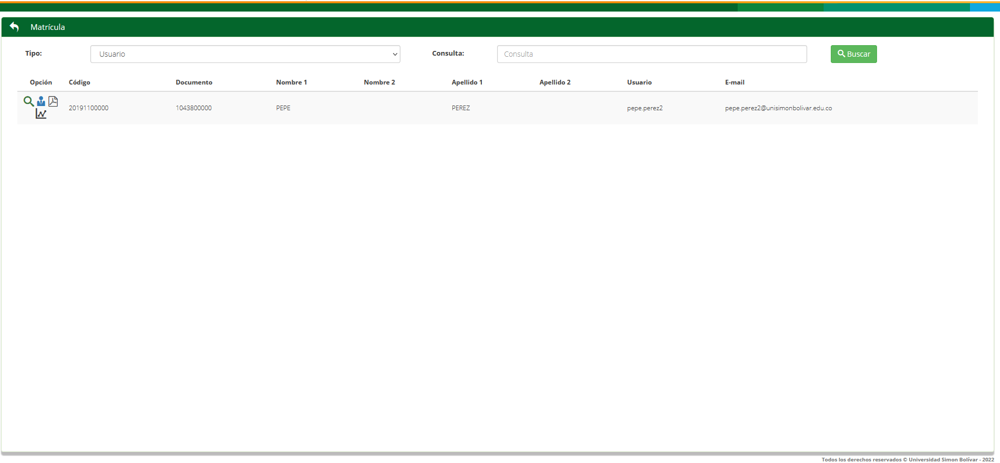 Matrícula
Tipo: Usuario Consulta: Consulta Buscar
Opción Código Documento Nombre 1 Nombre 2 Apellido 1 Apellido 2 Usuario E-mail
20191100000 1043800000 PEPE PEREZ pepe.perez2 pepe.perez2@unisimonbolivar.edu.co
Todos los derechos reservados © Universidad Simon Bolívar - 2022